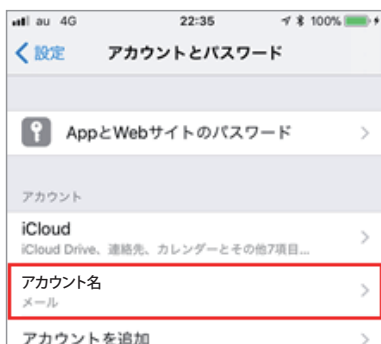 au 4G 22:35 100%
設定 アカウントとパスワード
AppとWebサイトのパスワード
アカウント
iCloud
iCloud Drive、連絡先、カレンダーとその他7項目...
アカウント名
メール
アカウントを追加